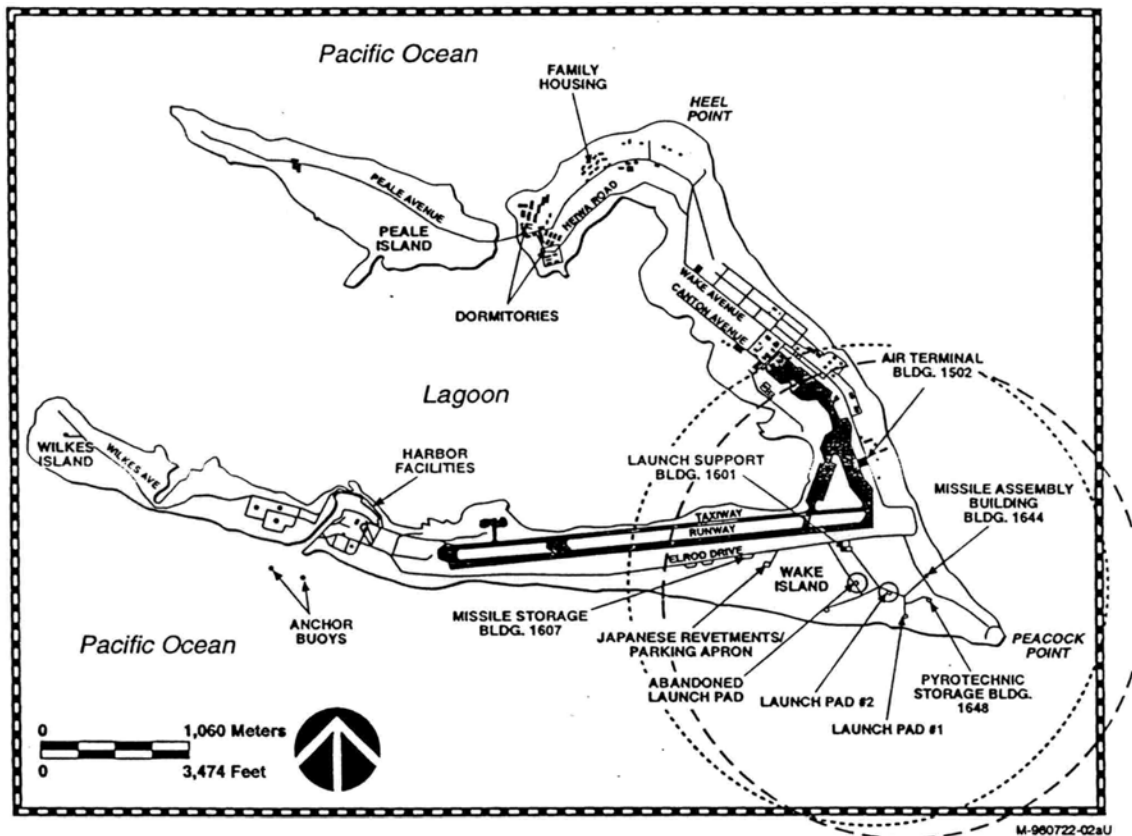 Pacific Ocean
FAMILY
HOUSING
HEEL
POINT
PEALE AVENUE
PEALE
ISLAND
HEIWA ROAD
DORMITORIES
WAKE AVENUE
CANTON AVENUE
AIR TERMINAL
BLDG. 1502
Lagoon
WILKES
ISLAND
WILKES AVE
HARBOR
FACILITIES
LAUNCH SUPPORT
BLDG. 1601
MISSILE ASSEMBLY
BUILDING
BLDG. 1644
TAXIWAY
RUNWAY
ELROD DRIVE
WAKE
ISLAND
ANCHOR
BUOYS
MISSILE STORAGE
BLDG. 1607
JAPANESE REVETMENTS/
PARKING APRON
PEACOCK
POINT
Pacific Ocean
ABANDONED
LAUNCH PAD
LAUNCH PAD #2
PYROTECHNIC
STORAGE BLDG.
1648
LAUNCH PAD #1
0 1,060 Meters
0 3,474 Feet
M-960722-02aU